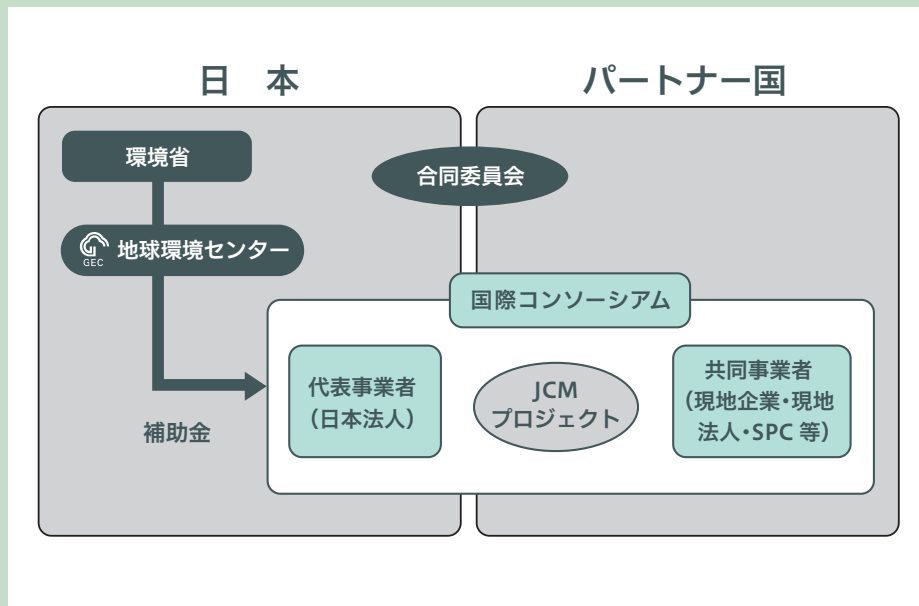 日　本
パートナー国
環境省
合同委員会
GEC
地球環境センター
国際コンソーシアム
代表事業者
（日本法人）
JCM
プロジェクト
共同事業者
（現地企業・現地
法人・SPC 等）
補助金